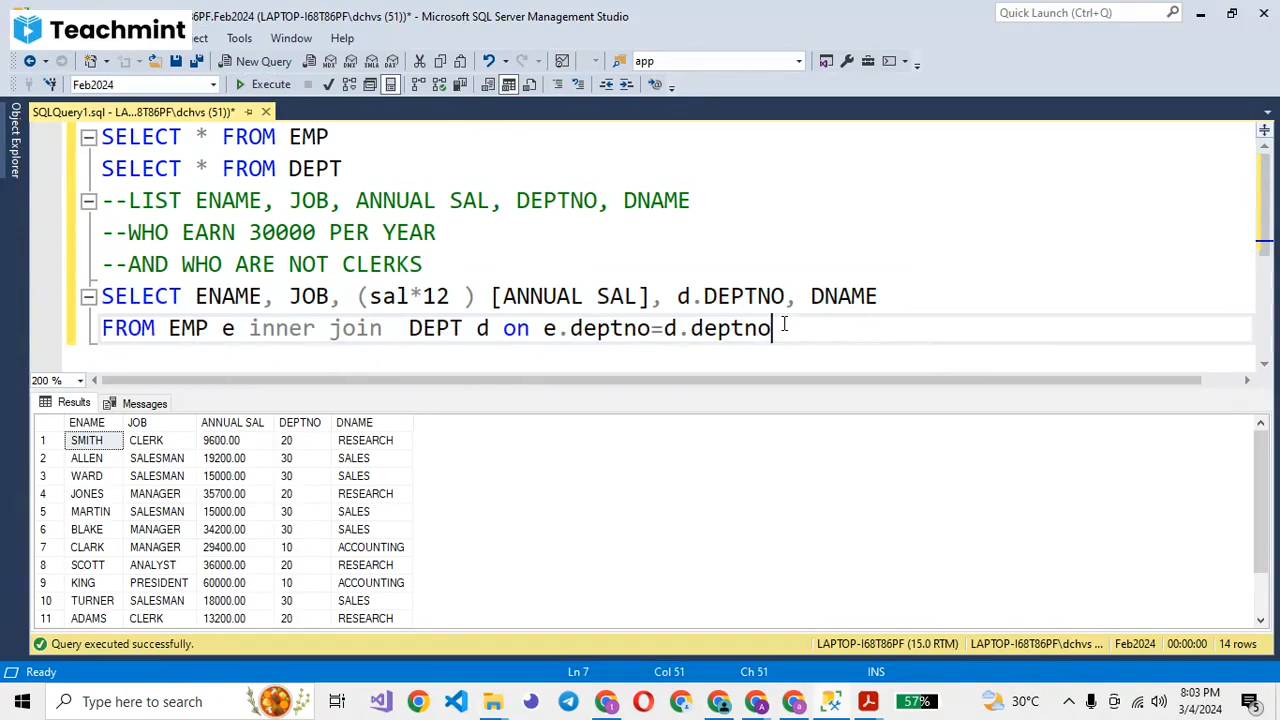 *EMP.Feb2024 (LAPTOP-I68T86PF\dchvs (51))* - Microsoft SQL Server Management Studio
Quick Launch (Ctrl+Q)
Teachmint
Tools Window Help
New Query
MDX DMX XMLA DAX
app
Feb2024
Execute
Object Explorer
SQLQuery1.sql - LA...8T86PF\dchvs (51))*
SELECT * FROM EMP
SELECT * FROM DEPT
--LIST ENAME, JOB, ANNUAL SAL, DEPTNO, DNAME
--WHO EARN 30000 PER YEAR
--AND WHO ARE NOT CLERKS
SELECT ENAME, JOB, (sal*12 ) [ANNUAL SAL], d.DEPTNO, DNAME
FROM EMP e inner join  DEPT d on e.deptno=d.deptno
200 %
Results Messages
ENAME JOB ANNUAL SAL DEPTNO DNAME
1 SMITH CLERK 9600.00 20 RESEARCH
2 ALLEN SALESMAN 19200.00 30 SALES
3 WARD SALESMAN 15000.00 30 SALES
4 JONES MANAGER 35700.00 20 RESEARCH
5 MARTIN SALESMAN 15000.00 30 SALES
6 BLAKE MANAGER 34200.00 30 SALES
7 CLARK MANAGER 29400.00 10 ACCOUNTING
8 SCOTT ANALYST 36000.00 20 RESEARCH
9 KING PRESIDENT 60000.00 10 ACCOUNTING
10 TURNER SALESMAN 18000.00 30 SALES
11 ADAMS CLERK 13200.00 20 RESEARCH
Query executed successfully.
LAPTOP-I68T86PF (15.0 RTM) LAPTOP-I68T86PF\dchvs ... Feb2024 00:00:00 14 rows
Ready
Ln 7 Col 51 Ch 51 INS
Type here to search
57%
30°C
8:03 PM
3/4/2024
5